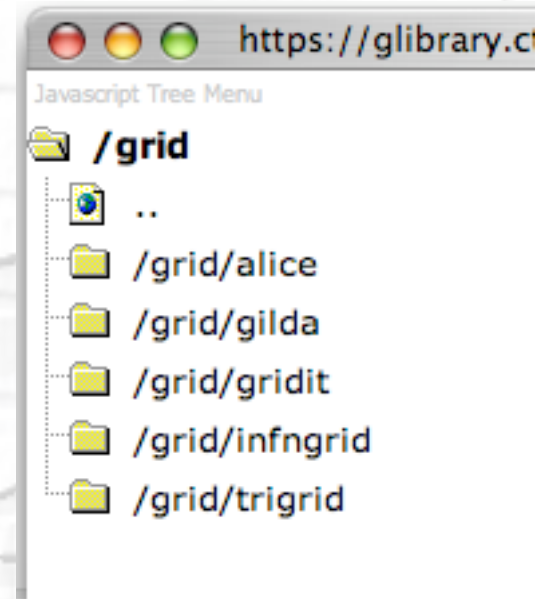 https://glibrary.ct
Javascript Tree Menu
/grid
..
/grid/alice
/grid/gilda
/grid/gridit
/grid/infngrid
/grid/trigrid